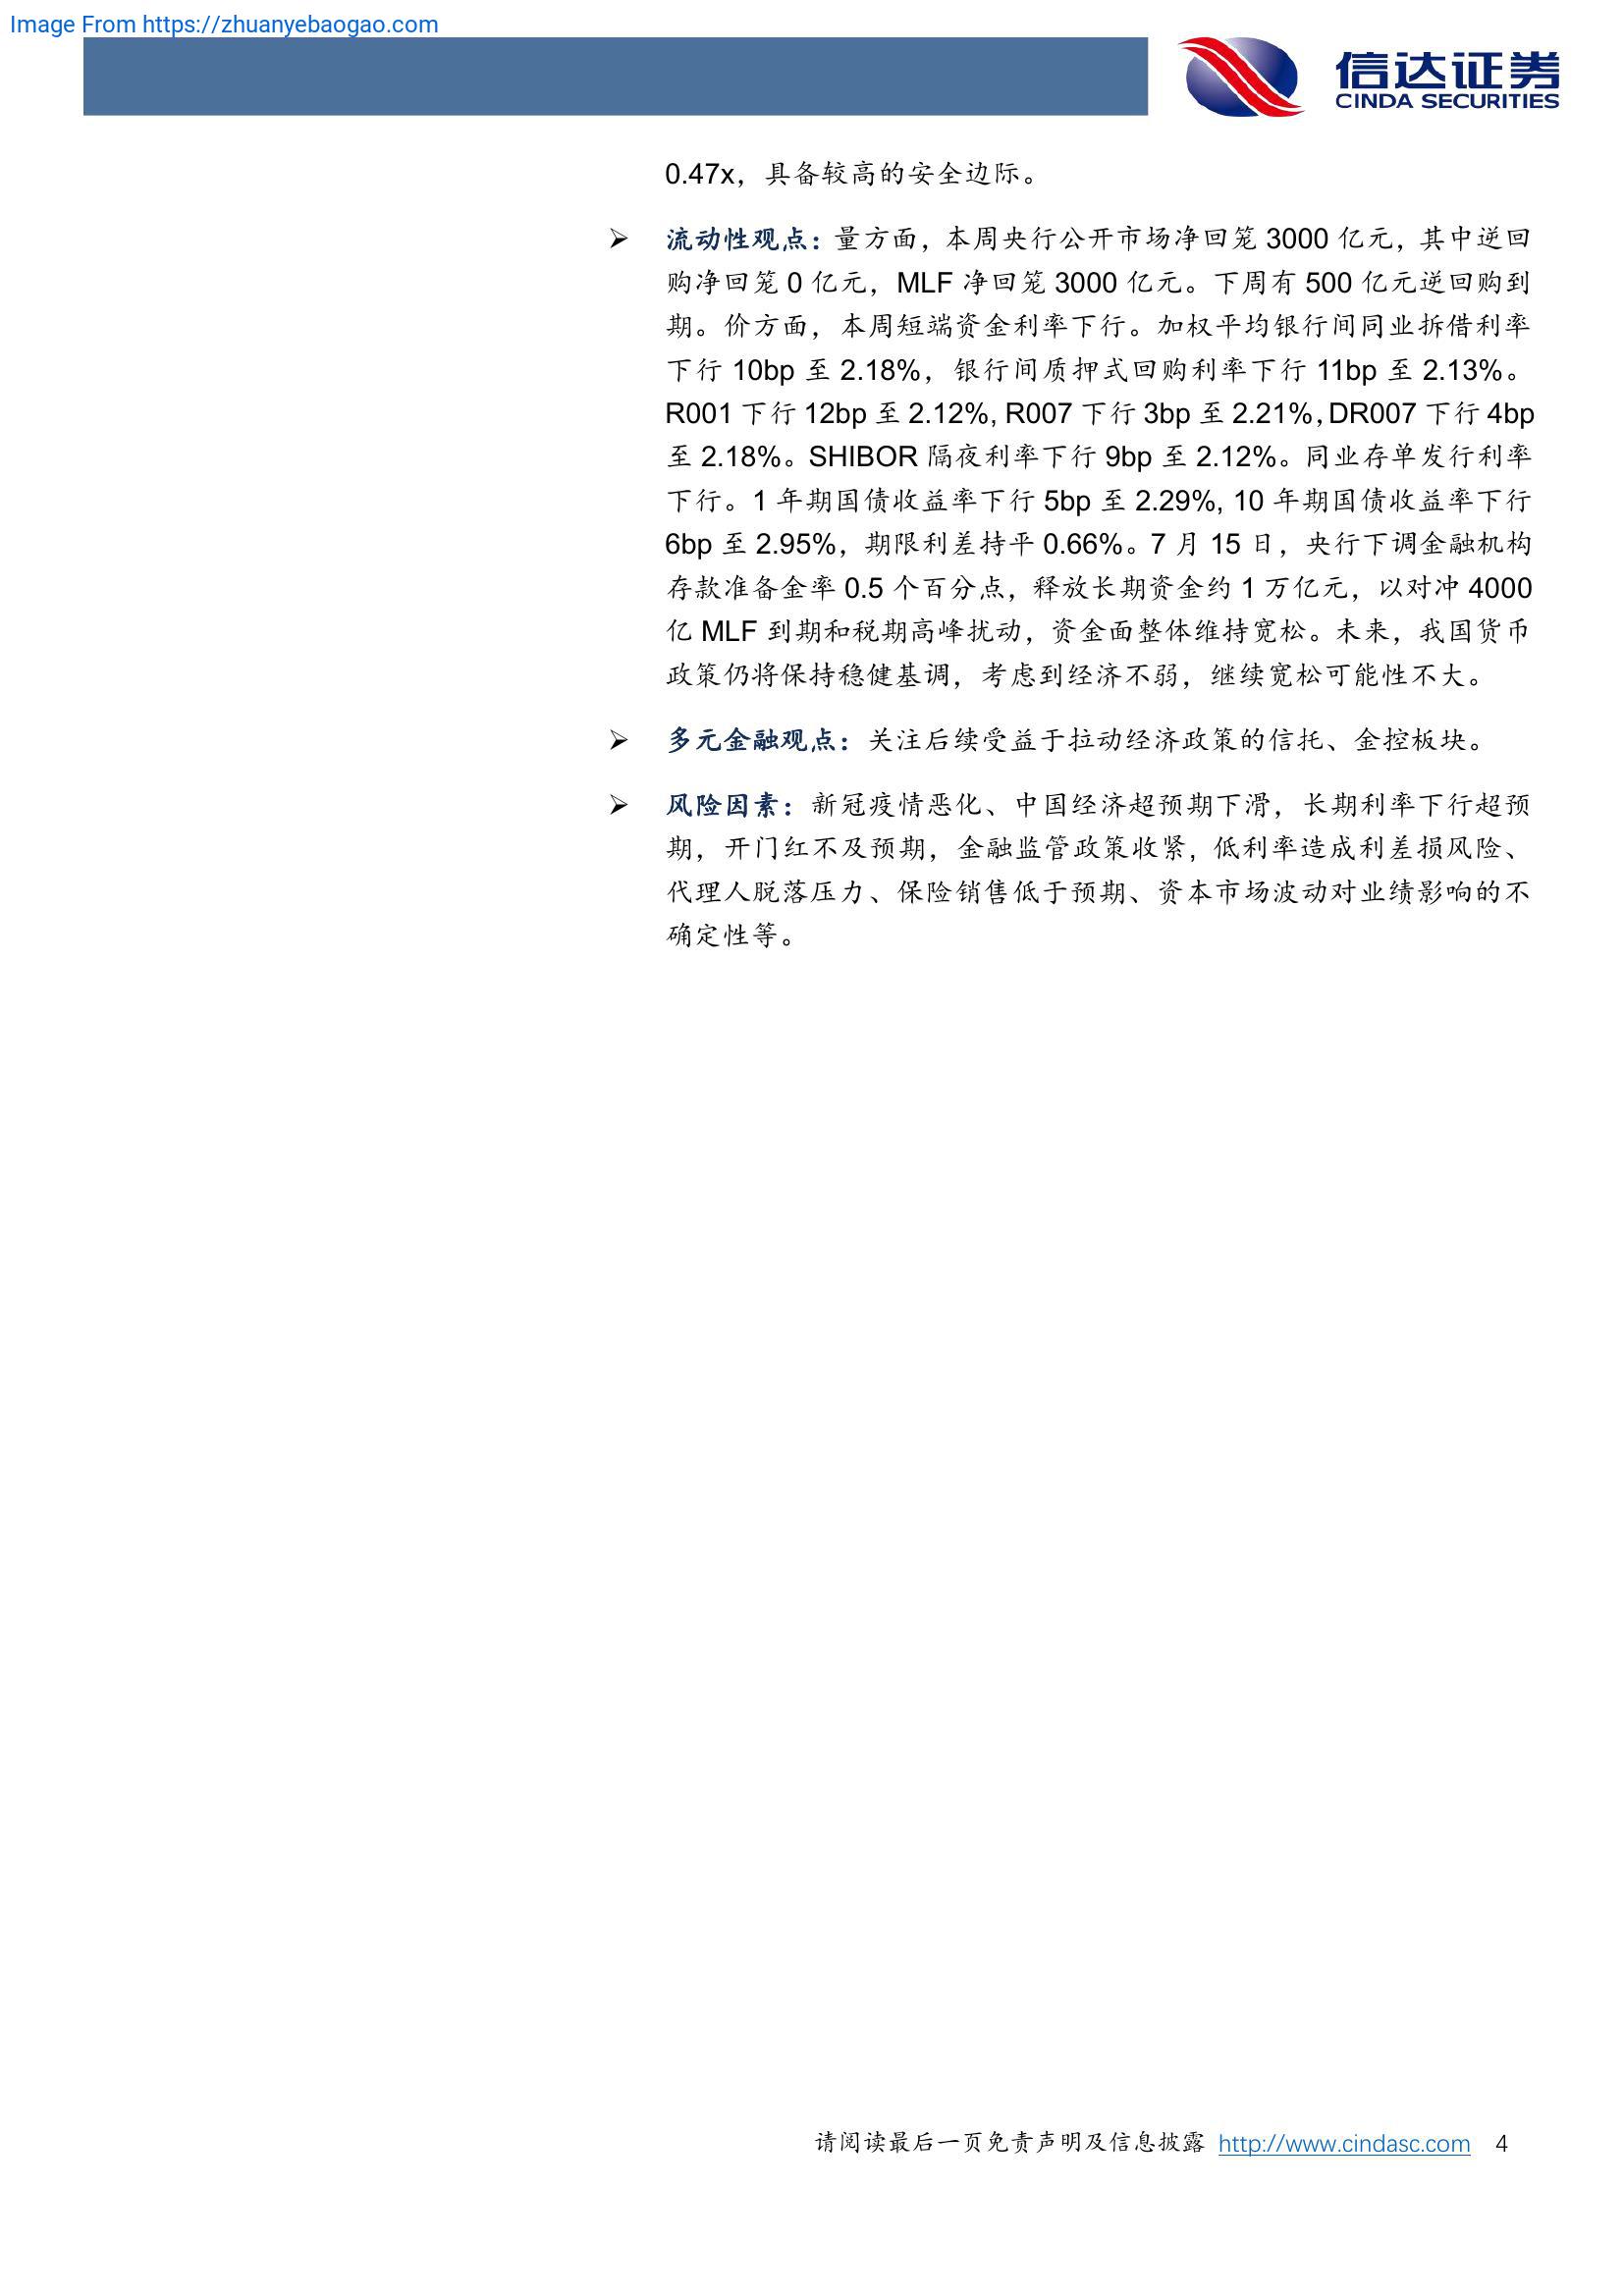 Image From https://zhuanyebaogao.com
信达证券
CINDA SECURITIES
0.47x，具备较高的安全边际。
➢ 流动性观点：量方面，本周央行公开市场净回笼 3000 亿元，其中逆回
购净回笼 0 亿元，MLF 净回笼 3000 亿元。下周有 500 亿元逆回购到
期。价方面，本周短端资金利率下行。加权平均银行间同业拆借利率
下行 10bp 至 2.18%，银行间质押式回购利率下行 11bp 至 2.13%。
R001 下行 12bp 至 2.12%, R007 下行 3bp 至 2.21%, DR007 下行 4bp
至 2.18%。SHIBOR 隔夜利率下行 9bp 至 2.12%。同业存单发行利率
下行。1 年期国债收益率下行 5bp 至 2.29%, 10 年期国债收益率下行
6bp 至 2.95%，期限利差持平 0.66%。7 月 15 日，央行下调金融机构
存款准备金率 0.5 个百分点，释放长期资金约 1 万亿元，以对冲 4000
亿 MLF 到期和税期高峰扰动，资金面整体维持宽松。未来，我国货币
政策仍将保持稳健基调，考虑到经济不弱，继续宽松可能性不大。
➢ 多元金融观点：关注后续受益于拉动经济政策的信托、金控板块。
➢ 风险因素：新冠疫情恶化、中国经济超预期下滑，长期利率下行超预
期，开门红不及预期，金融监管政策收紧，低利率造成利差损风险、
代理人脱落压力、保险销售低于预期、资本市场波动对业绩影响的不
确定性等。
请阅读最后一页免责声明及信息披露 http://www.cindasc.com 4